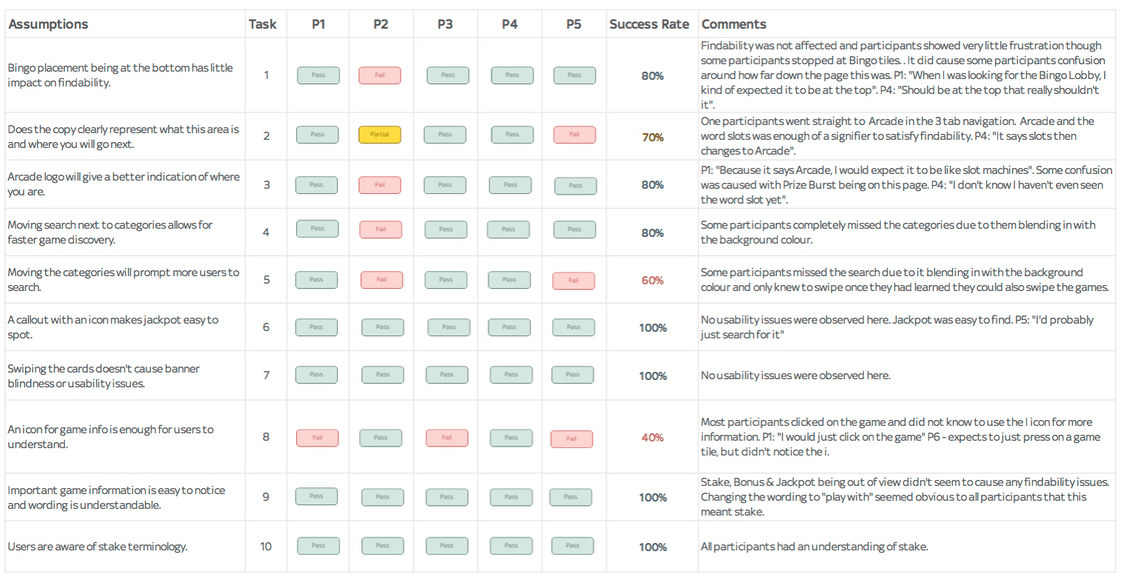 Assumptions Task P1 P2 P3 P4 P5 Success Rate Comments
Bingo placement being at the bottom has little
impact on findability.
1 Pass Fail Pass Pass Pass 80%
Findability was not affected and participants showed very little frustration though
some participants stopped at Bingo tiles. . It did cause some confusion
around how far down the page this was. P1: "When I was looking for the Bingo Lobby, I
kind of expected it to be at the top". P4: "Should be at the top that really shouldn't
it".
Does the copy clearly represent what this area is
and where you will go next.
2 Pass Partial Pass Pass Fail 70%
One participants went straight to Arcade in the 3 tab navigation. Arcade and the
word slots was enough of a signifier to satisfy findability. P4: "It says slots then
changes to Arcade".
Arcade logo will give a better indication of where
you are.
3 Pass Fail Pass Pass Pass 80%
P1: "Because it says Arcade, I would expect it to be like slot machines". Some confusion
was caused with Prize Burst being on this page. P4: "I don't know I haven't even seen
the word slot yet".
Moving search next to categories allows for
faster game discovery.
4 Pass Fail Pass Pass Pass 80%
Some participants completely missed the categories due to them blending in with
the background colour.
Moving the categories will prompt more users to
search.
5 Pass Fail Pass Pass Fail 60%
Some participants missed the search due to it blending in with the background
colour and only knew to swipe once they had learned they could also swipe the games.
A callout with an icon makes jackpot easy to
spot.
6 Pass Pass Pass Pass Pass 100%
No usability issues were observed here. Jackpot was easy to find. P5: "I'd probably
just search for it"
Swiping the cards doesn't cause banner
blindness or usability issues.
7 Pass Pass Pass Pass Pass 100%
No usability issues were observed here.
An icon for game info is enough for users to
understand.
8 Fail Pass Fail Pass Fail 40%
Most participants clicked on the game and did not know to use the I icon for more
information. P1: "I would just click on the game" P6 - expects to just press on a game
tile, but didn't notice the i.
Important game information is easy to notice
and wording is understandable.
9 Pass Pass Pass Pass Pass 100%
Stake, Bonus & Jackpot being out of view didn't seem to cause any findability issues.
Changing the wording to "play with" seemed obvious to all participants that this
meant stake.
Users are aware of stake terminology.
10 Pass Pass Pass Pass Pass 100%
All participants had an understanding of stake.